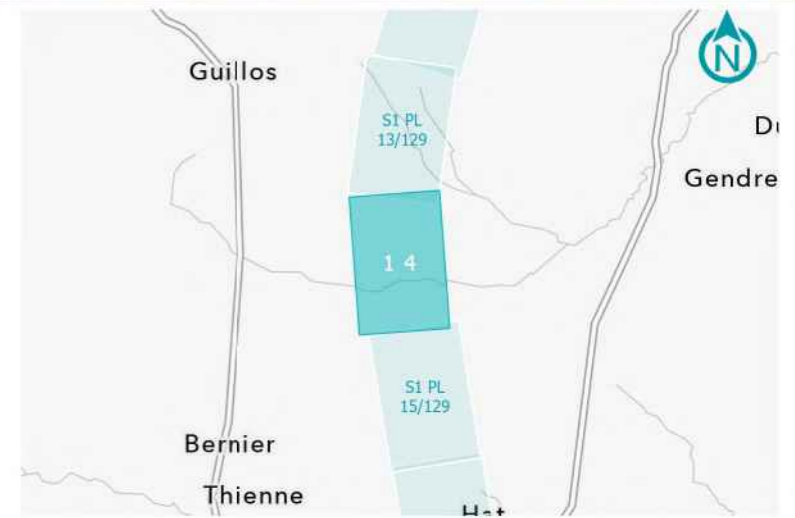 N
Guillos
S1 PL
13/129
Gendre
1 4
S1 PL
15/129
Bernier
Thienne